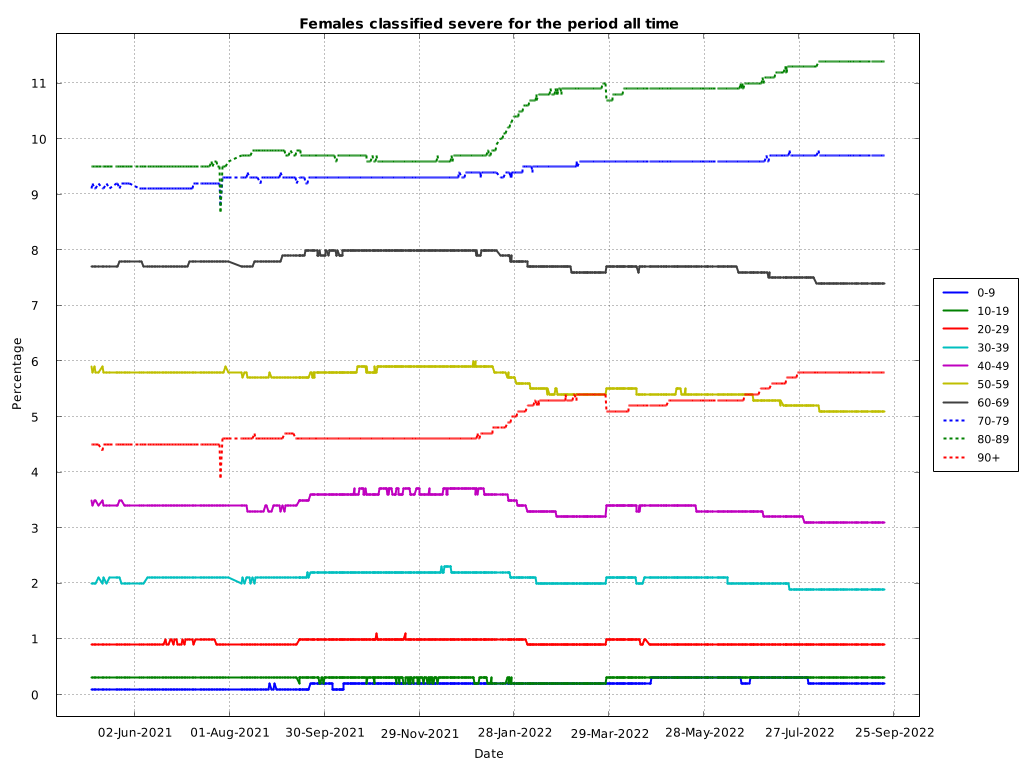 Females classified severe for the period all time
Percentage
11
10
9
8
7
6
5
4
3
2
1
0
02-Jun-2021
01-Aug-2021
30-Sep-2021
29-Nov-2021
28-Jan-2022
29-Mar-2022
28-May-2022
27-Jul-2022
25-Sep-2022
Date
0-9
10-19
20-29
30-39
40-49
50-59
60-69
70-79
80-89
90+